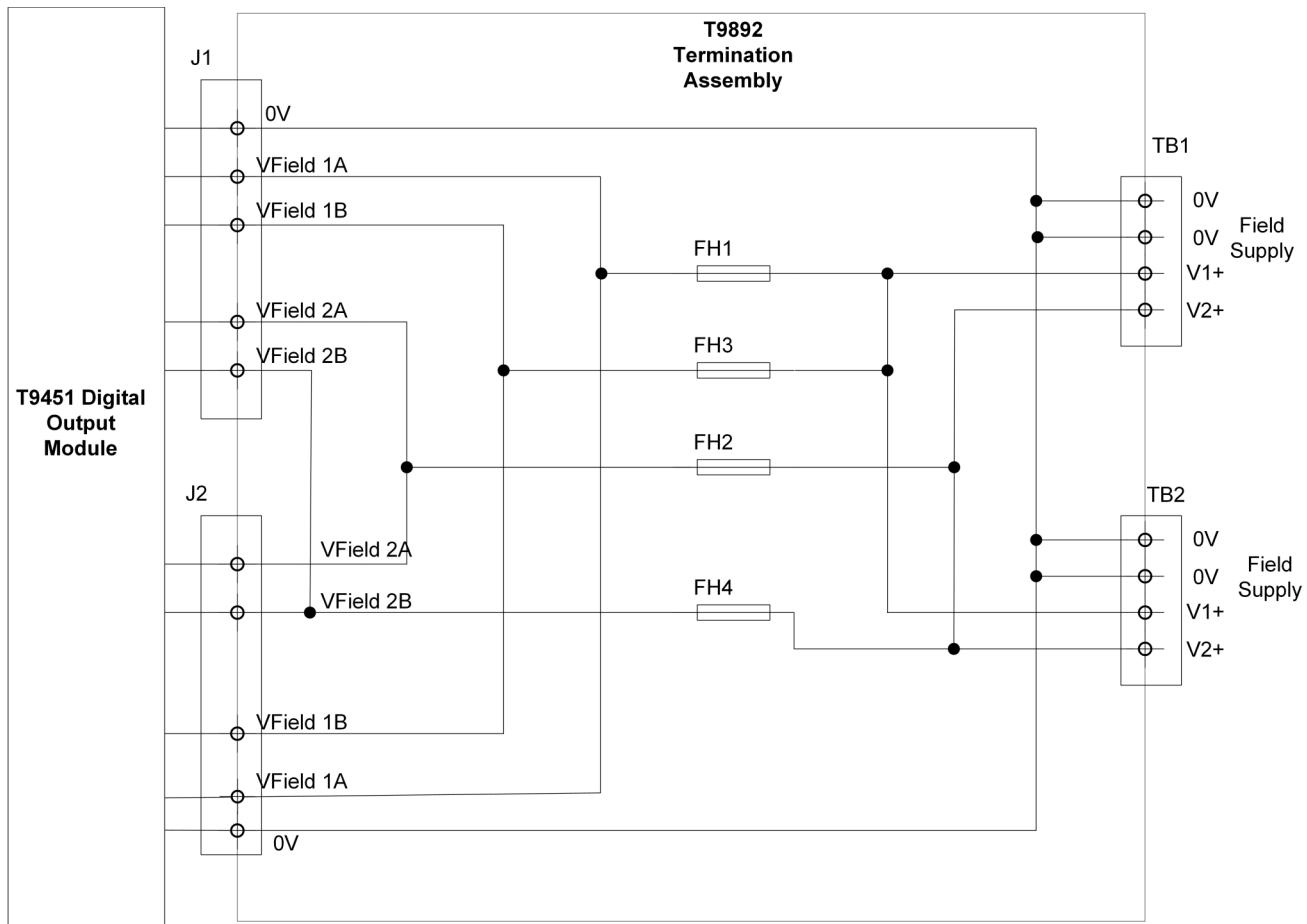 T9892
Termination
Assembly
J1
0V
TB1
VField 1A
0V
VField 1B
Field
Supply
0V
FH1
V1+
VField 2A
V2+
FH3
VField 2B
T9451 Digital
Output
Module
FH2
J2
TB2
0V
VField 2A
Field
Supply
0V
FH4
VField 2B
V1+
V2+
VField 1B
VField 1A
0V